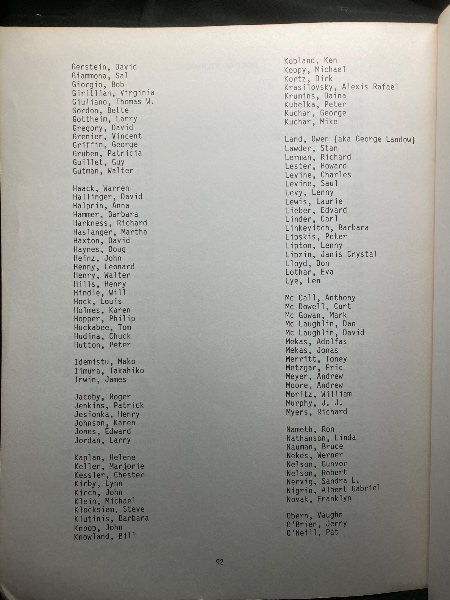 Gerstein, David
Giammona, Sal
Giorgio, Bob
Giritlian, Virginia
Giuliano, Thomas W.
Gordon, Bette
Gottheim, Larry
Gregory, David
Grenier, Vincent
Griffin, George
Gruben, Patricia
Guillet, Guy
Gutman, Walter
Haack, Warren
Hallinger, David
Halprin, Anna
Hammer, Barbara
Harkness, Richard
Haslanger, Martha
Haxton, David
Haynes, Doug
Heinz, John
Henny, Leonard
Henry, Walter
Hills, Henry
Hindle, Will
Hock, Louis
Holmes, Karen
Hopper, Philip
Huckabee, Tom
Hudina, Chuck
Hutton, Peter
Idemistu, Mako
Iimura, Takahiko
Irwin, James
Jacoby, Roger
Jenkins, Patrick
Jesionka, Henry
Johnson, Karen
Jones, Edward
Jordan, Larry
Kaplan, Helene
Keller, Marjorie
Kessler, Chester
Kirby, Lynn
Kirch, John
Klein, Michael
Klocksiem, Steve
Klutinis, Barbara
Knoop, John
Knowland, Bill
Kobland, Ken
Koppy, Michael
Kortz, Dirk
Krasilovsky, Alexis Rafael
Krumins, Daina
Kubelka, Peter
Kuchar, George
Kuchar, Mike
Land, Owen [aka George Landow]
Lawder, Stan
Lerman, Richard
Lester, Howard
Levine, Charles
Levine, Saul
Levy, Lenny
Lewis, Laurie
Lieber, Edvard
Linder, Carl
Linkevitch, Barbara
Lipskis, Peter
Lipton, Lenny
Lipzin, Janis Crystal
Lloyd, Don
Lothar, Eva
Lye, Len
Mc Call, Anthony
Mc Dowell, Curt
Mc Gowan, Mark
Mc Laughlin, Dan
Mc Laughlin, David
Mekas, Adolfas
Mekas, Jonas
Merritt, Toney
Metzgar, Eric
Meyer, Andrew
Moore, Andrew
Moritz, William
Murphy, J. J.
Myers, Richard
Nameth, Ron
Nathanson, Linda
Nauman, Bruce
Nekes, Werner
Nelson, Gunvor
Nelson, Robert
Nervig, Sandra L.
Nigrin, Albert Gabriel
Novak, Franklyn
Obern, Vaughn
O'Brien, Jerry
O'Neill, Pat
92